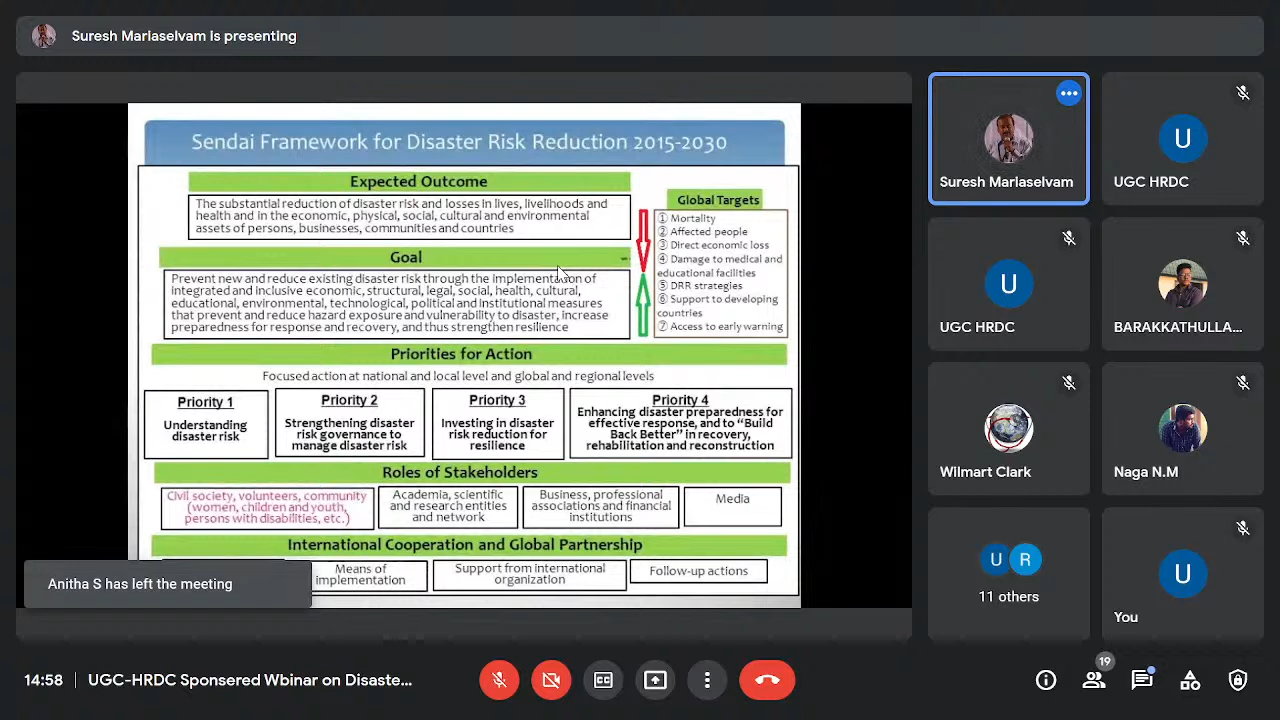 Suresh Mariaselvam is presenting
Sendai Framework for Disaster Risk Reduction 2015-2030
Expected Outcome
The substantial reduction of disaster risk and losses in lives, livelihoods and
health and in the economic, physical, social, cultural and environmental
assets of persons, businesses, communities and countries
Goal
Prevent new and reduce existing disaster risk through the implementation of
integrated and inclusive economic, structural, legal, social, health, cultural,
educational, environmental, technological, political and institutional measures
that prevent and reduce hazard exposure and vulnerability to disaster, increase
preparedness for response and recovery, and thus strengthen resilience
Global Targets
① Mortality
② Affected people
③ Direct economic loss
④ Damage to medical and
educational facilities
⑤ DRR strategies
⑥ Support to developing
countries
⑦ Access to early warning
Priorities for Action
Focused action at national and local level and global and regional levels
Priority 1
Understanding
disaster risk
Priority 2
Strengthening disaster
risk governance to
manage disaster risk
Priority 3
Investing in disaster
risk reduction for
resilience
Priority 4
Enhancing disaster preparedness for
effective response, and to “Build
Back Better” in recovery,
rehabilitation and reconstruction
Roles of Stakeholders
Civil society, volunteers, community
(women, children and youth,
persons with disabilities, etc.)
Academia, scientific
and research entities
and network
Business, professional
associations and financial
institutions
Media
International Cooperation and Global Partnership
Means of
implementation
Support from international
organization
Follow-up actions
Anitha S has left the meeting
Suresh Mariaselvam
U
UGC HRDC
U
UGC HRDC
BARAKKATHULLA...
Wilmart Clark
Naga N.M
U R
11 others
U
You
14:58 | UGC-HRDC Sponsered Wbinar on Disaste...
CC
19